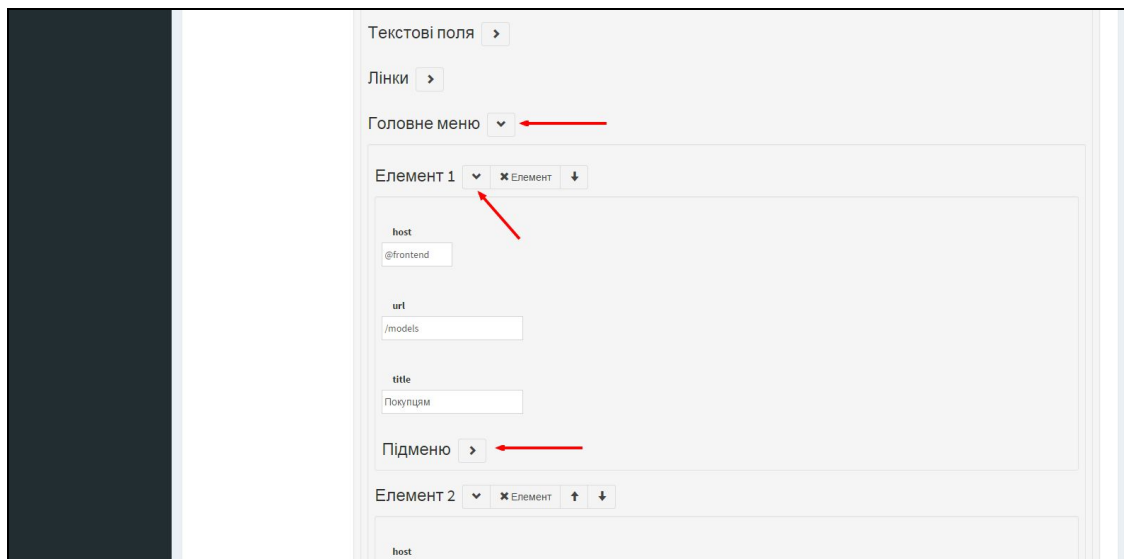 Текстові поля
Лінки
Головне меню
Елемент 1 Елемент
host
@frontend
url
/models
title
Покупцям
Підменю
Елемент 2 Елемент
host